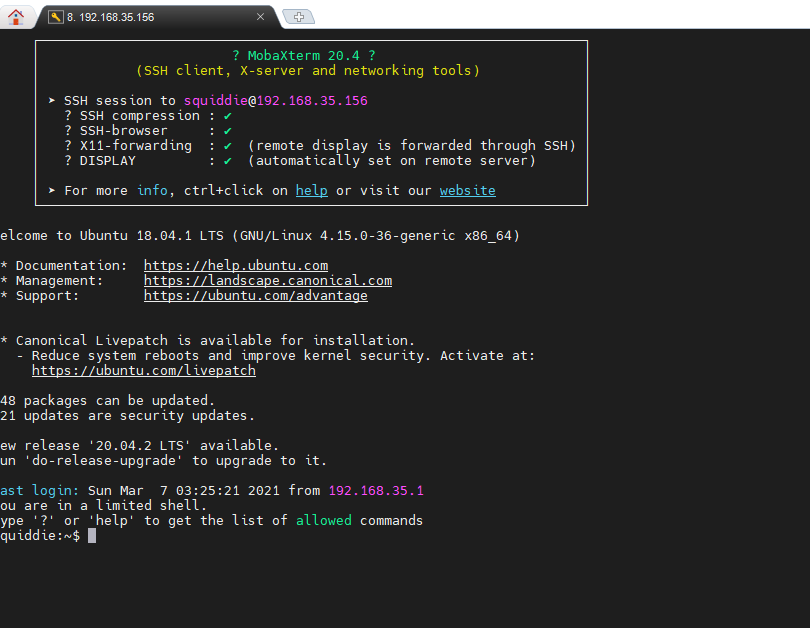 8. 192.168.35.156
? MobaXterm 20.4 ?
(SSH client, X-server and networking tools)
➤ SSH session to squiddie@192.168.35.156
? SSH compression : ✔
? SSH-browser     : ✔
? X11-forwarding  : ✔  (remote display is forwarded through SSH)
? DISPLAY         : ✔  (automatically set on remote server)
➤ For more info, ctrl+click on help or visit our website
elcome to Ubuntu 18.04.1 LTS (GNU/Linux 4.15.0-36-generic x86_64)
* Documentation:  https://help.ubuntu.com
* Management:     https://landscape.canonical.com
* Support:        https://ubuntu.com/advantage
* Canonical Livepatch is available for installation.
- Reduce system reboots and improve kernel security. Activate at:
https://ubuntu.com/livepatch
48 packages can be updated.
21 updates are security updates.
ew release '20.04.2 LTS' available.
un 'do-release-upgrade' to upgrade to it.
ast login: Sun Mar  7 03:25:21 2021 from 192.168.35.1
ou are in a limited shell.
ype '?' or 'help' to get the list of allowed commands
quiddie:~$